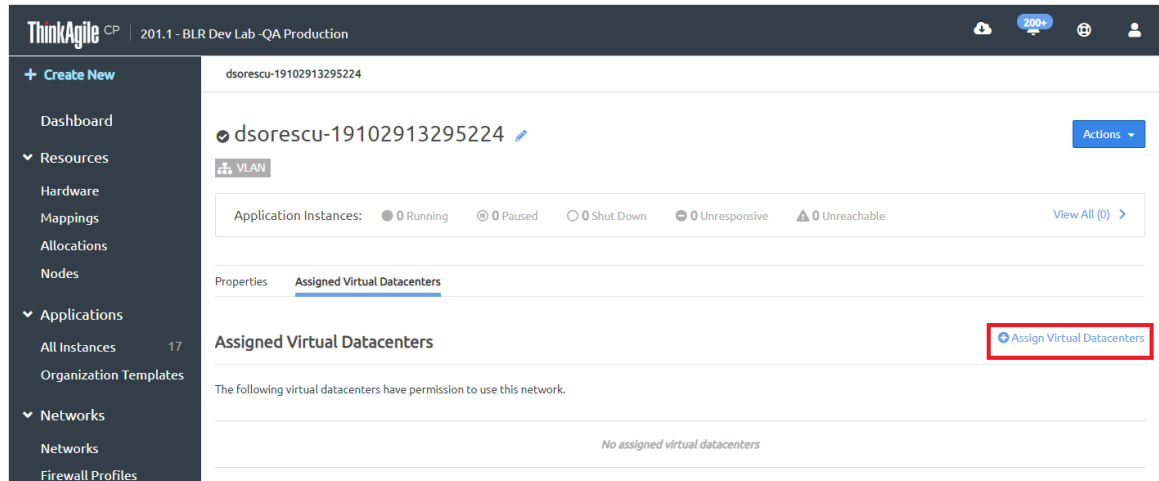 ThinkAgile CP | 201.1 - BLR Dev Lab -QA Production
200+
+ Create New
dsorescu-19102913295224
Dashboard
dsorescu-19102913295224
Actions
Resources
VLAN
Hardware
Application Instances: 0 Running 0 Paused 0 Shut Down 0 Unresponsive 0 Unreachable View All (0)
Mappings
Allocations
Nodes
Properties Assigned Virtual Datacenters
Applications
All Instances 17
Assigned Virtual Datacenters
Assign Virtual Datacenters
Organization Templates
The following virtual datacenters have permission to use this network.
Networks
Networks
No assigned virtual datacenters
Firewall Profiles